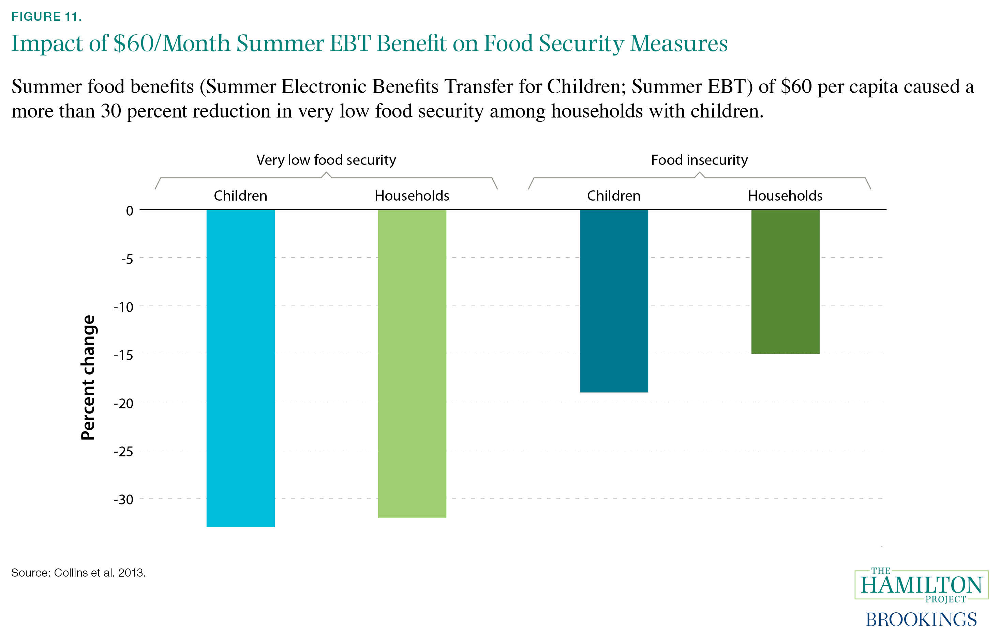 FIGURE 11.
Impact of $60/Month Summer EBT Benefit on Food Security Measures
Summer food benefits (Summer Electronic Benefits Transfer for Children; Summer EBT) of $60 per capita caused a
more than 30 percent reduction in very low food security among households with children.
Very low food security
Food insecurity
Children
Households
Children
Households
0
-5
-10
-15
-20
-25
-30
Percent change
Source: Collins et al. 2013.
THE
HAMILTON
PROJECT
BROOKINGS